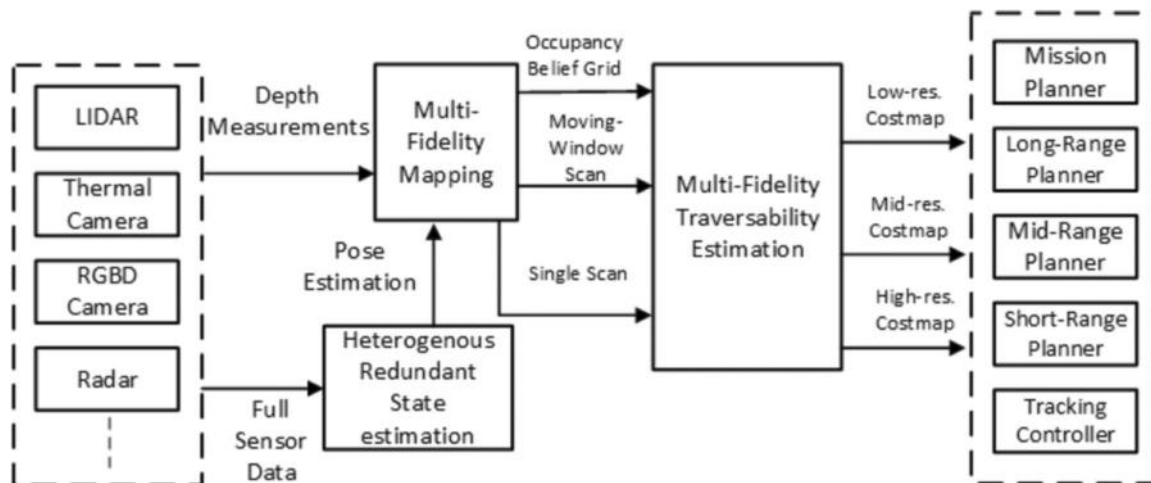 LIDAR
Thermal
Camera
RGBD
Camera
Radar
Depth
Measurements
Full
Sensor
Data
Multi-
Fidelity
Mapping
Pose
Estimation
Heterogenous
Redundant
State
estimation
Occupancy
Belief Grid
Moving-
Window
Scan
Single Scan
Multi-Fidelity
Traversability
Estimation
Low-res.
Costmap
Mid-res.
Costmap
High-res.
Costmap
Mission
Planner
Long-Range
Planner
Mid-Range
Planner
Short-Range
Planner
Tracking
Controller